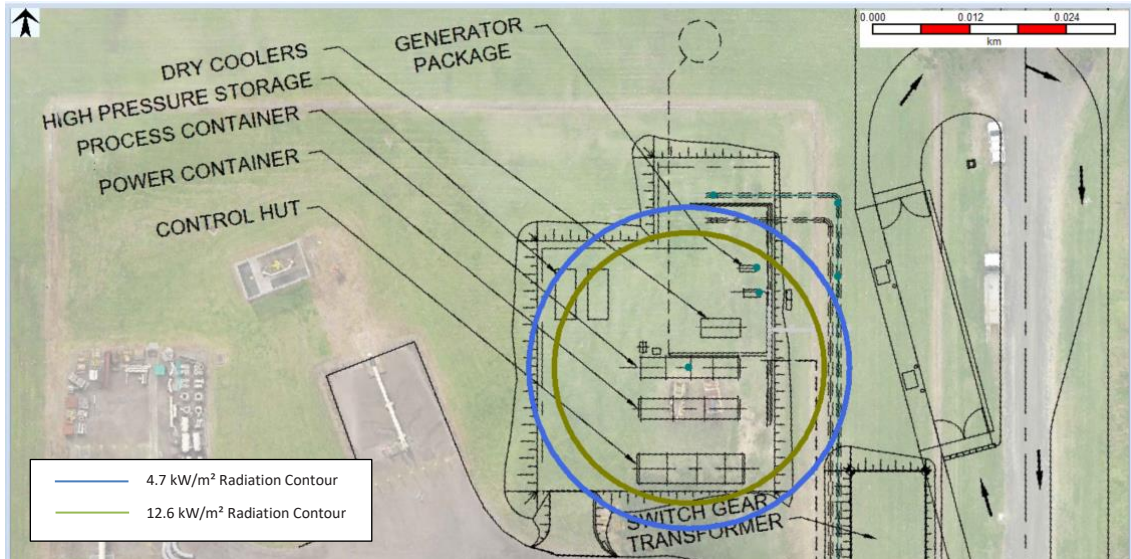 0.000 0.012 0.024
km
GENERATOR
PACKAGE
DRY COOLERS
HIGH PRESSURE STORAGE
PROCESS CONTAINER
POWER CONTAINER
CONTROL HUT
SWITCH GEAR
TRANSFORMER
4.7 kW/m² Radiation Contour
12.6 kW/m² Radiation Contour